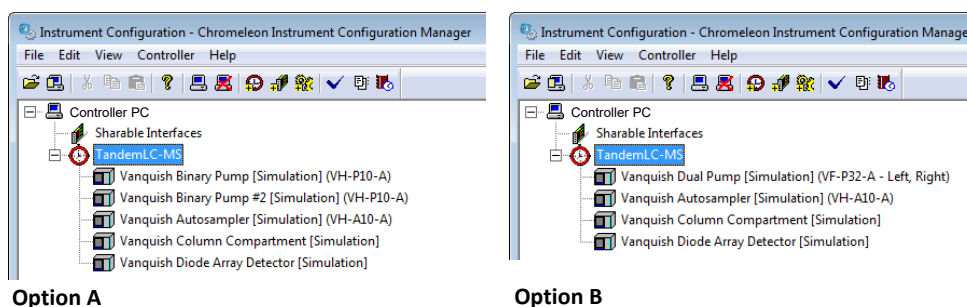 Instrument Configuration - Chromeleon Instrument Configuration Manager
File Edit View Controller Help
Controller PC
Sharable Interfaces
TandemLC-MS
Vanquish Binary Pump [Simulation] (VH-P10-A)
Vanquish Binary Pump #2 [Simulation] (VH-P10-A)
Vanquish Autosampler [Simulation] (VH-A10-A)
Vanquish Column Compartment [Simulation]
Vanquish Diode Array Detector [Simulation]
Option A
Instrument Configuration - Chromeleon Instrument Configuration Manage
File Edit View Controller Help
Controller PC
Sharable Interfaces
TandemLC-MS
Vanquish Dual Pump [Simulation] (VF-P32-A - Left, Right)
Vanquish Autosampler [Simulation] (VH-A10-A)
Vanquish Column Compartment [Simulation]
Vanquish Diode Array Detector [Simulation]
Option B